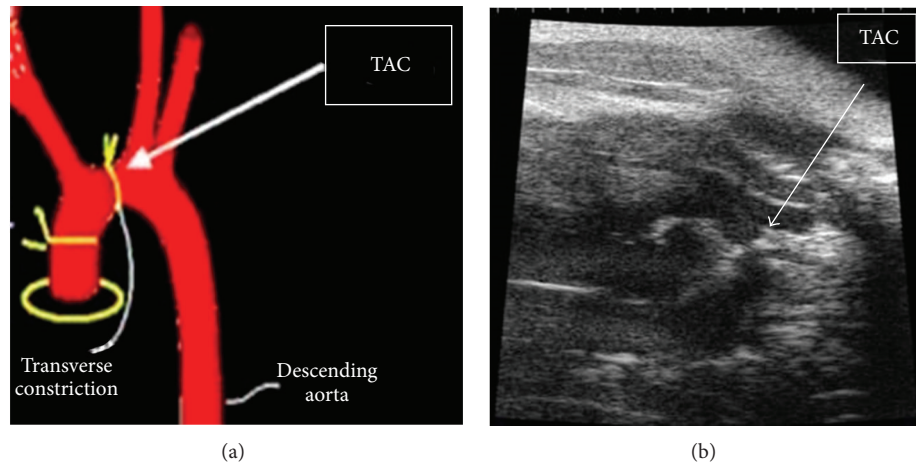 TAC
Transverse
constriction
Descending
aorta
(a)
TAC
(b)